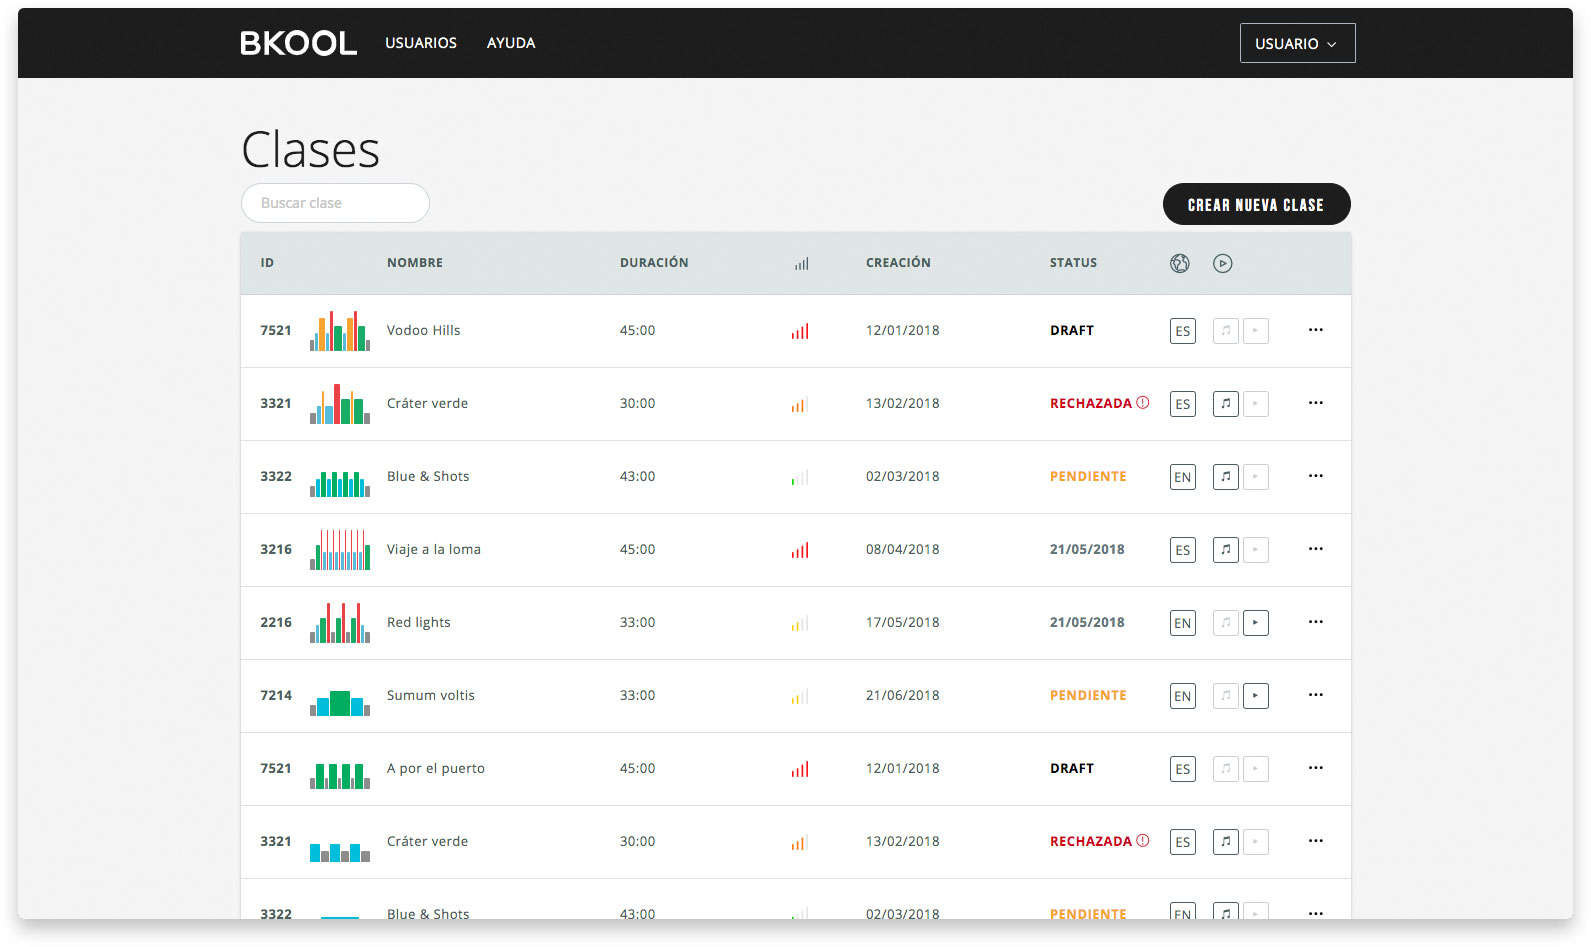 BKOOL USUARIOS AYUDA USUARIO
Clases
Buscar clase
CREAR NUEVA CLASE
ID NOMBRE DURACIÓN CREACIÓN STATUS
7521 Vodoo Hills 45:00 12/01/2018 DRAFT ES
3321 Cráter verde 30:00 13/02/2018 RECHAZADA ES
3322 Blue & Shots 43:00 02/03/2018 PENDIENTE EN
3216 Viaje a la loma 45:00 08/04/2018 21/05/2018 ES
2216 Red lights 33:00 17/05/2018 21/05/2018 EN
7214 Sumum voltis 33:00 21/06/2018 PENDIENTE EN
7521 A por el puerto 45:00 12/01/2018 DRAFT ES
3321 Cráter verde 30:00 13/02/2018 RECHAZADA ES
3322 Blue & Shots 43:00 02/03/2018 PENDIENTE EN